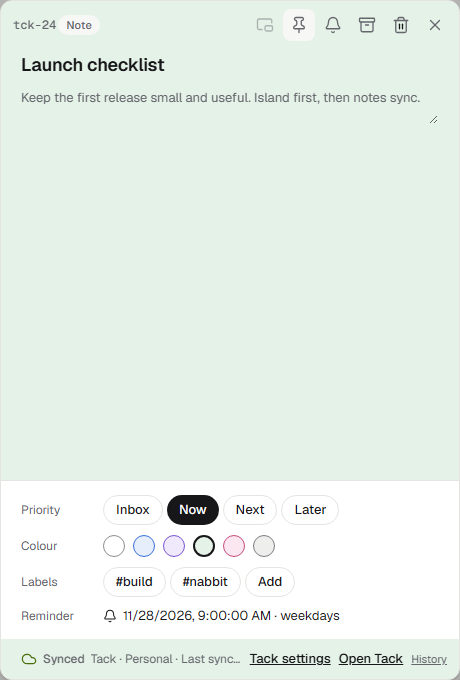 tck-24 Note
Launch checklist
Keep the first release small and useful. Island first, then notes sync.
Priority Inbox Now Next Later
Colour
Labels #build #nabbit Add
Reminder 11/28/2026, 9:00:00 AM · weekdays
Synced Tack · Personal · Last sync… Tack settings Open Tack History